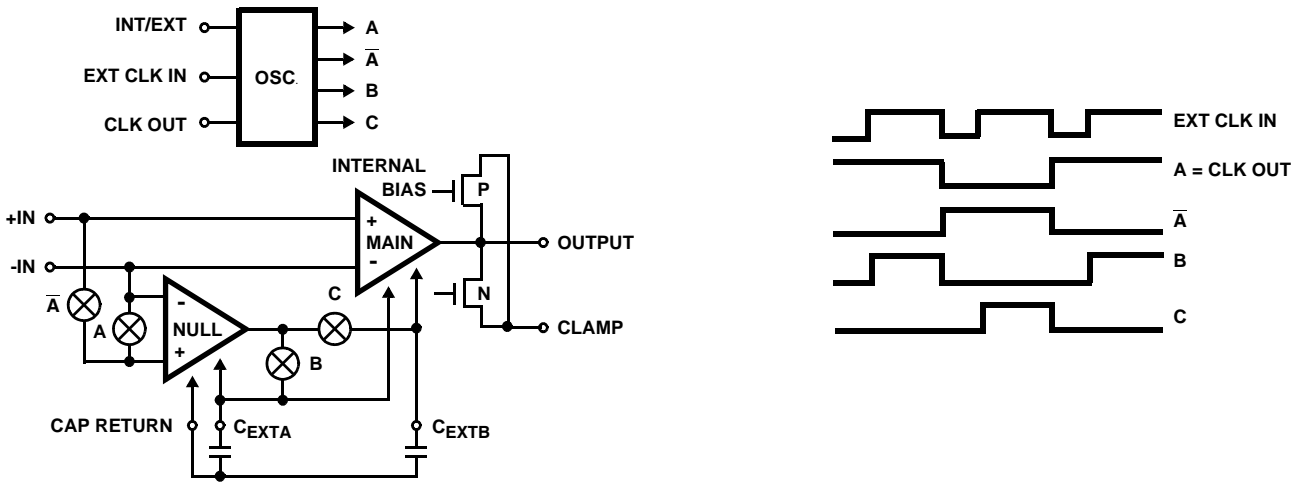 INT/EXT
EXT CLK IN
CLK OUT
OSC.
A
A̅
B
C
EXT CLK IN
A = CLK OUT
A̅
B
C
INTERNAL
BIAS
P
+IN
-IN
+
MAIN
-
OUTPUT
N
CLAMP
A̅
A
-
NULL
+
C
B
CAP RETURN
CEXTA
CEXTB